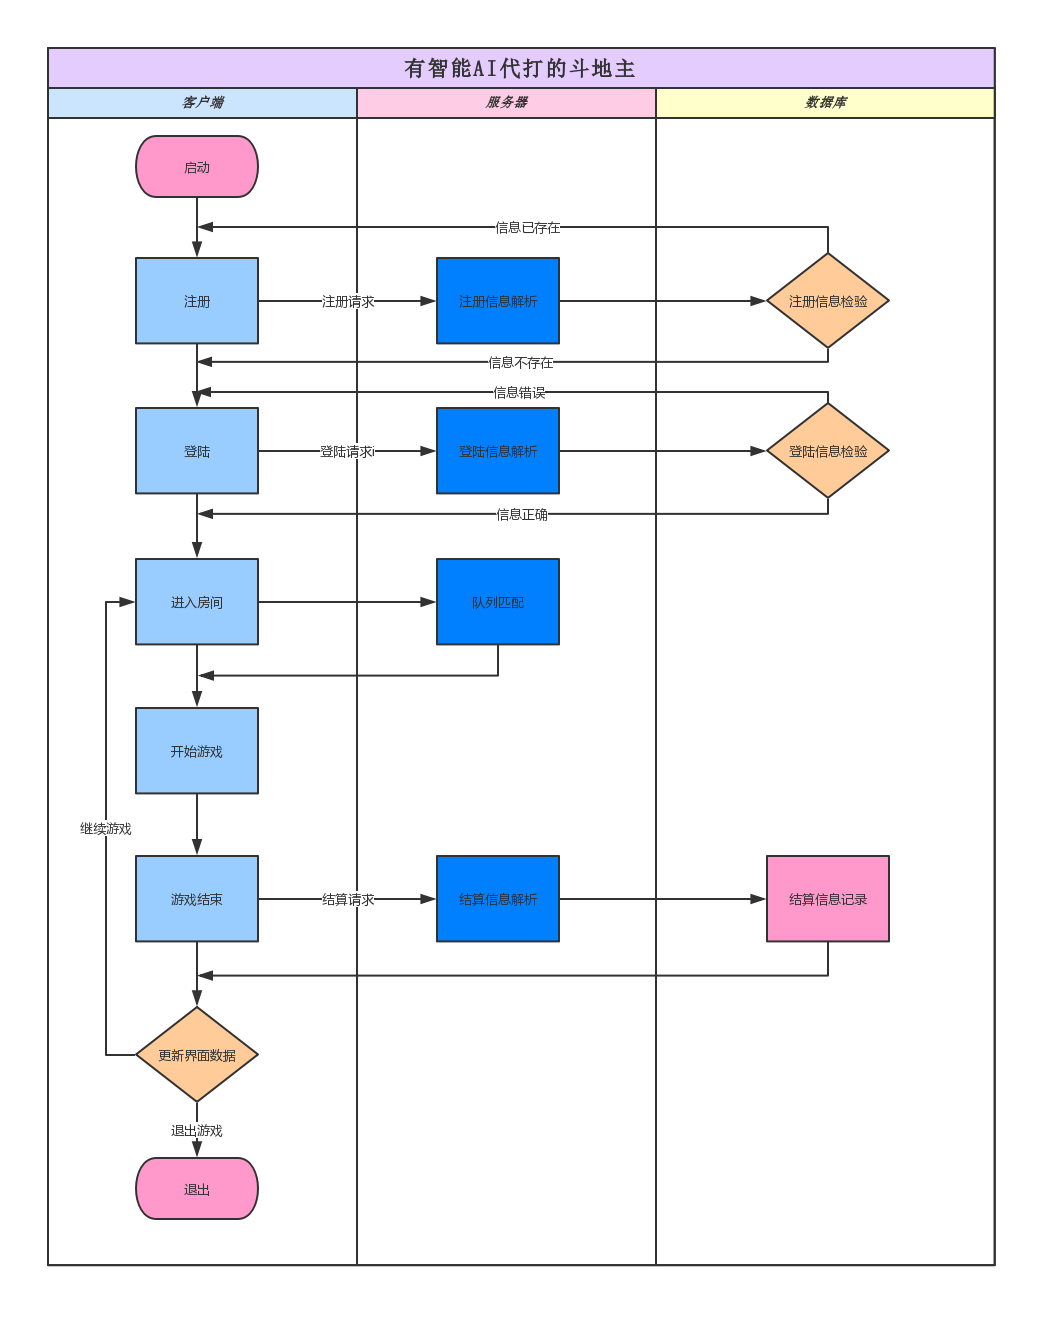 有智能AI代打的斗地主
客户端
服务器
数据库
启动
信息已存在
注册
注册请求
注册信息解析
注册信息检验
信息不存在
信息错误
登陆
登陆请求i
登陆信息解析
登陆信息检验
信息正确
进入房间
队列匹配
开始游戏
继续游戏
游戏结束
结算请求
结算信息解析
结算信息记录
更新界面数据
退出游戏
退出